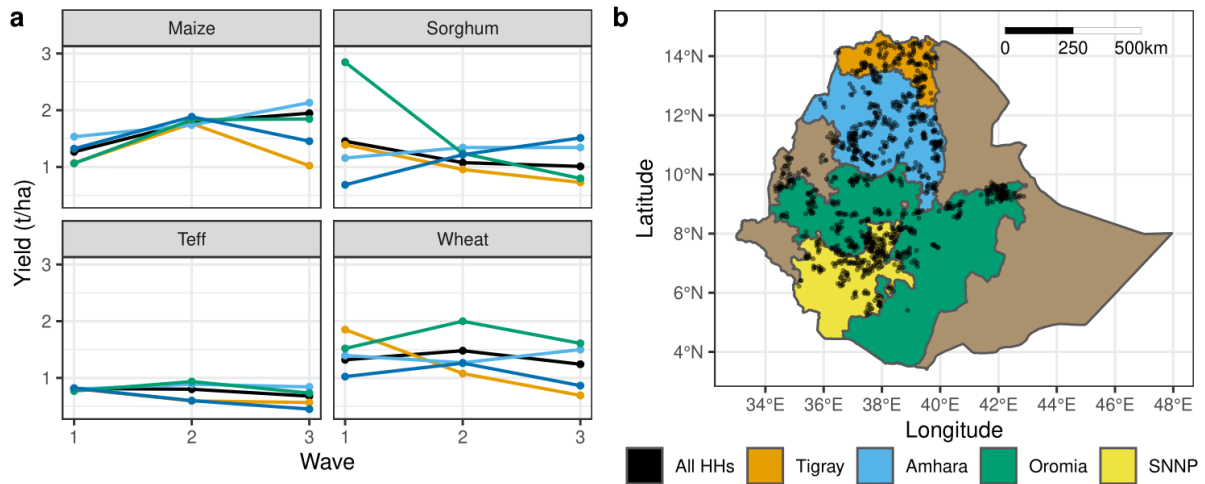 a
Maize
Sorghum
3
2
1
Teff
Wheat
3
2
1
Yield (t/ha)
1 2 3
1 2 3
Wave
b
0 250 500km
14°N
12°N
10°N
8°N
6°N
4°N
Latitude
34°E 36°E 38°E 40°E 42°E 44°E 46°E 48°E
Longitude
All HHs Tigray Amhara Oromia SNNP